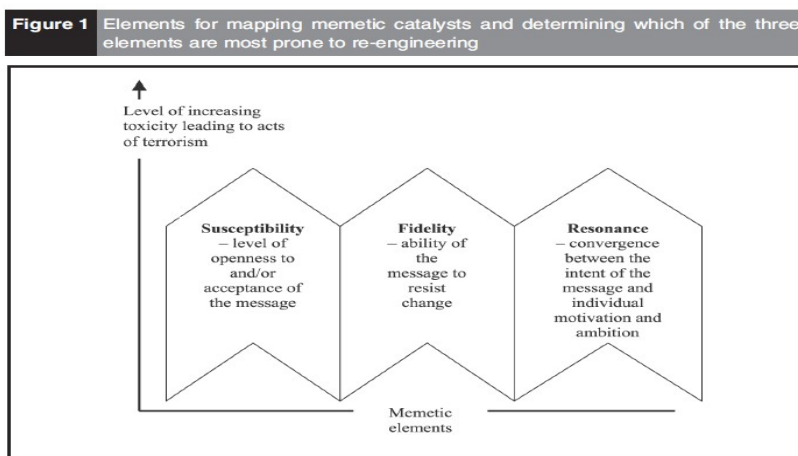 Figure 1 Elements for mapping memetic catalysts and determining which of the three
elements are most prone to re-engineering
Level of increasing
toxicity leading to acts
of terrorism
Susceptibility
– level of
openness to
and/or
acceptance of
the message
Fidelity
– ability of
the
message to
resist
change
Resonance
– convergence
between the
intent of the
message and
individual
motivation and
ambition
Memetic
elements